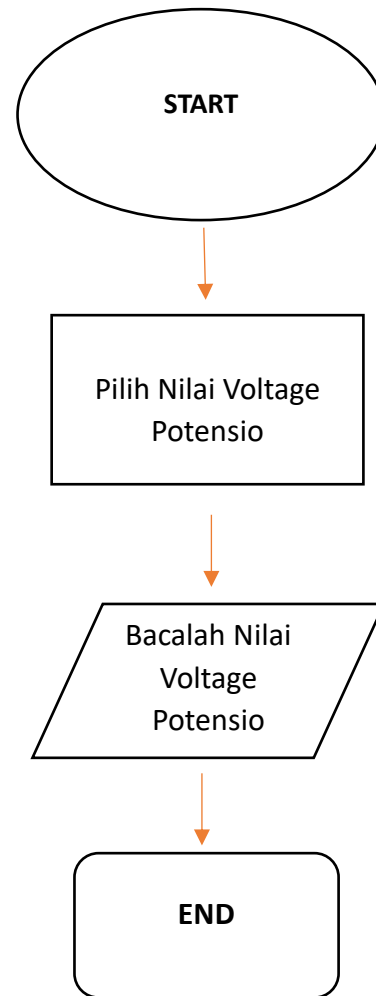 START
Pilih Nilai Voltage
Potensio
Bacalah Nilai
Voltage
Potensio
END